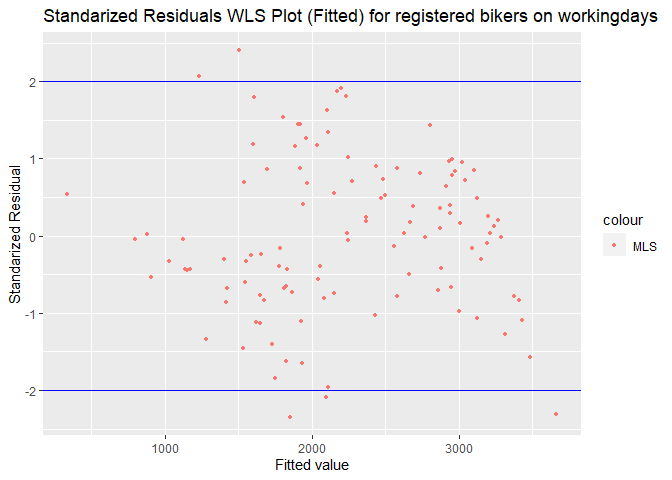 Standarized Residuals WLS Plot (Fitted) for registered bikers on workingdays
Standarized Residual
2
1
0
-1
-2
1000
2000
3000
Fitted value
colour
MLS